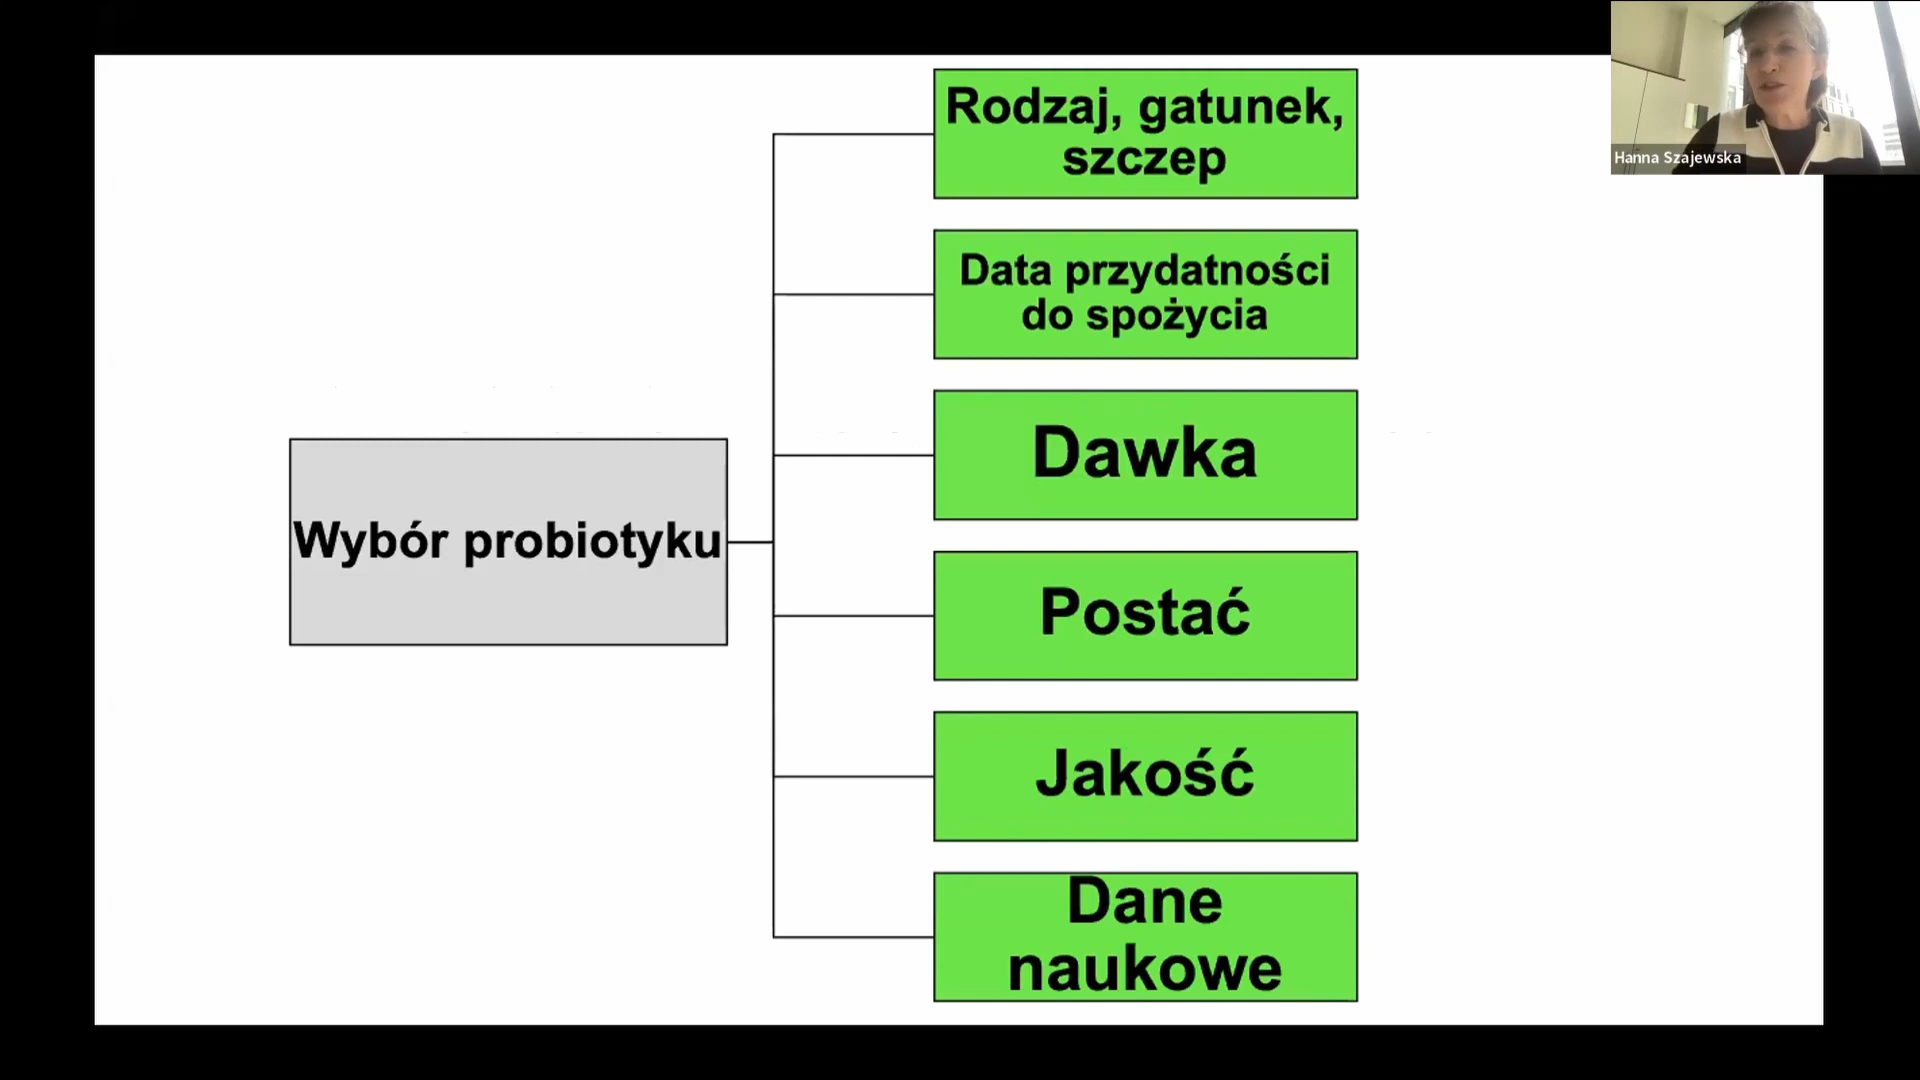 Rodzaj, gatunek,
szczep
Data przydatności
do spożycia
Dawka
Wybór probiotyku
Postać
Jakość
Dane
naukowe
Hanna Szajewska